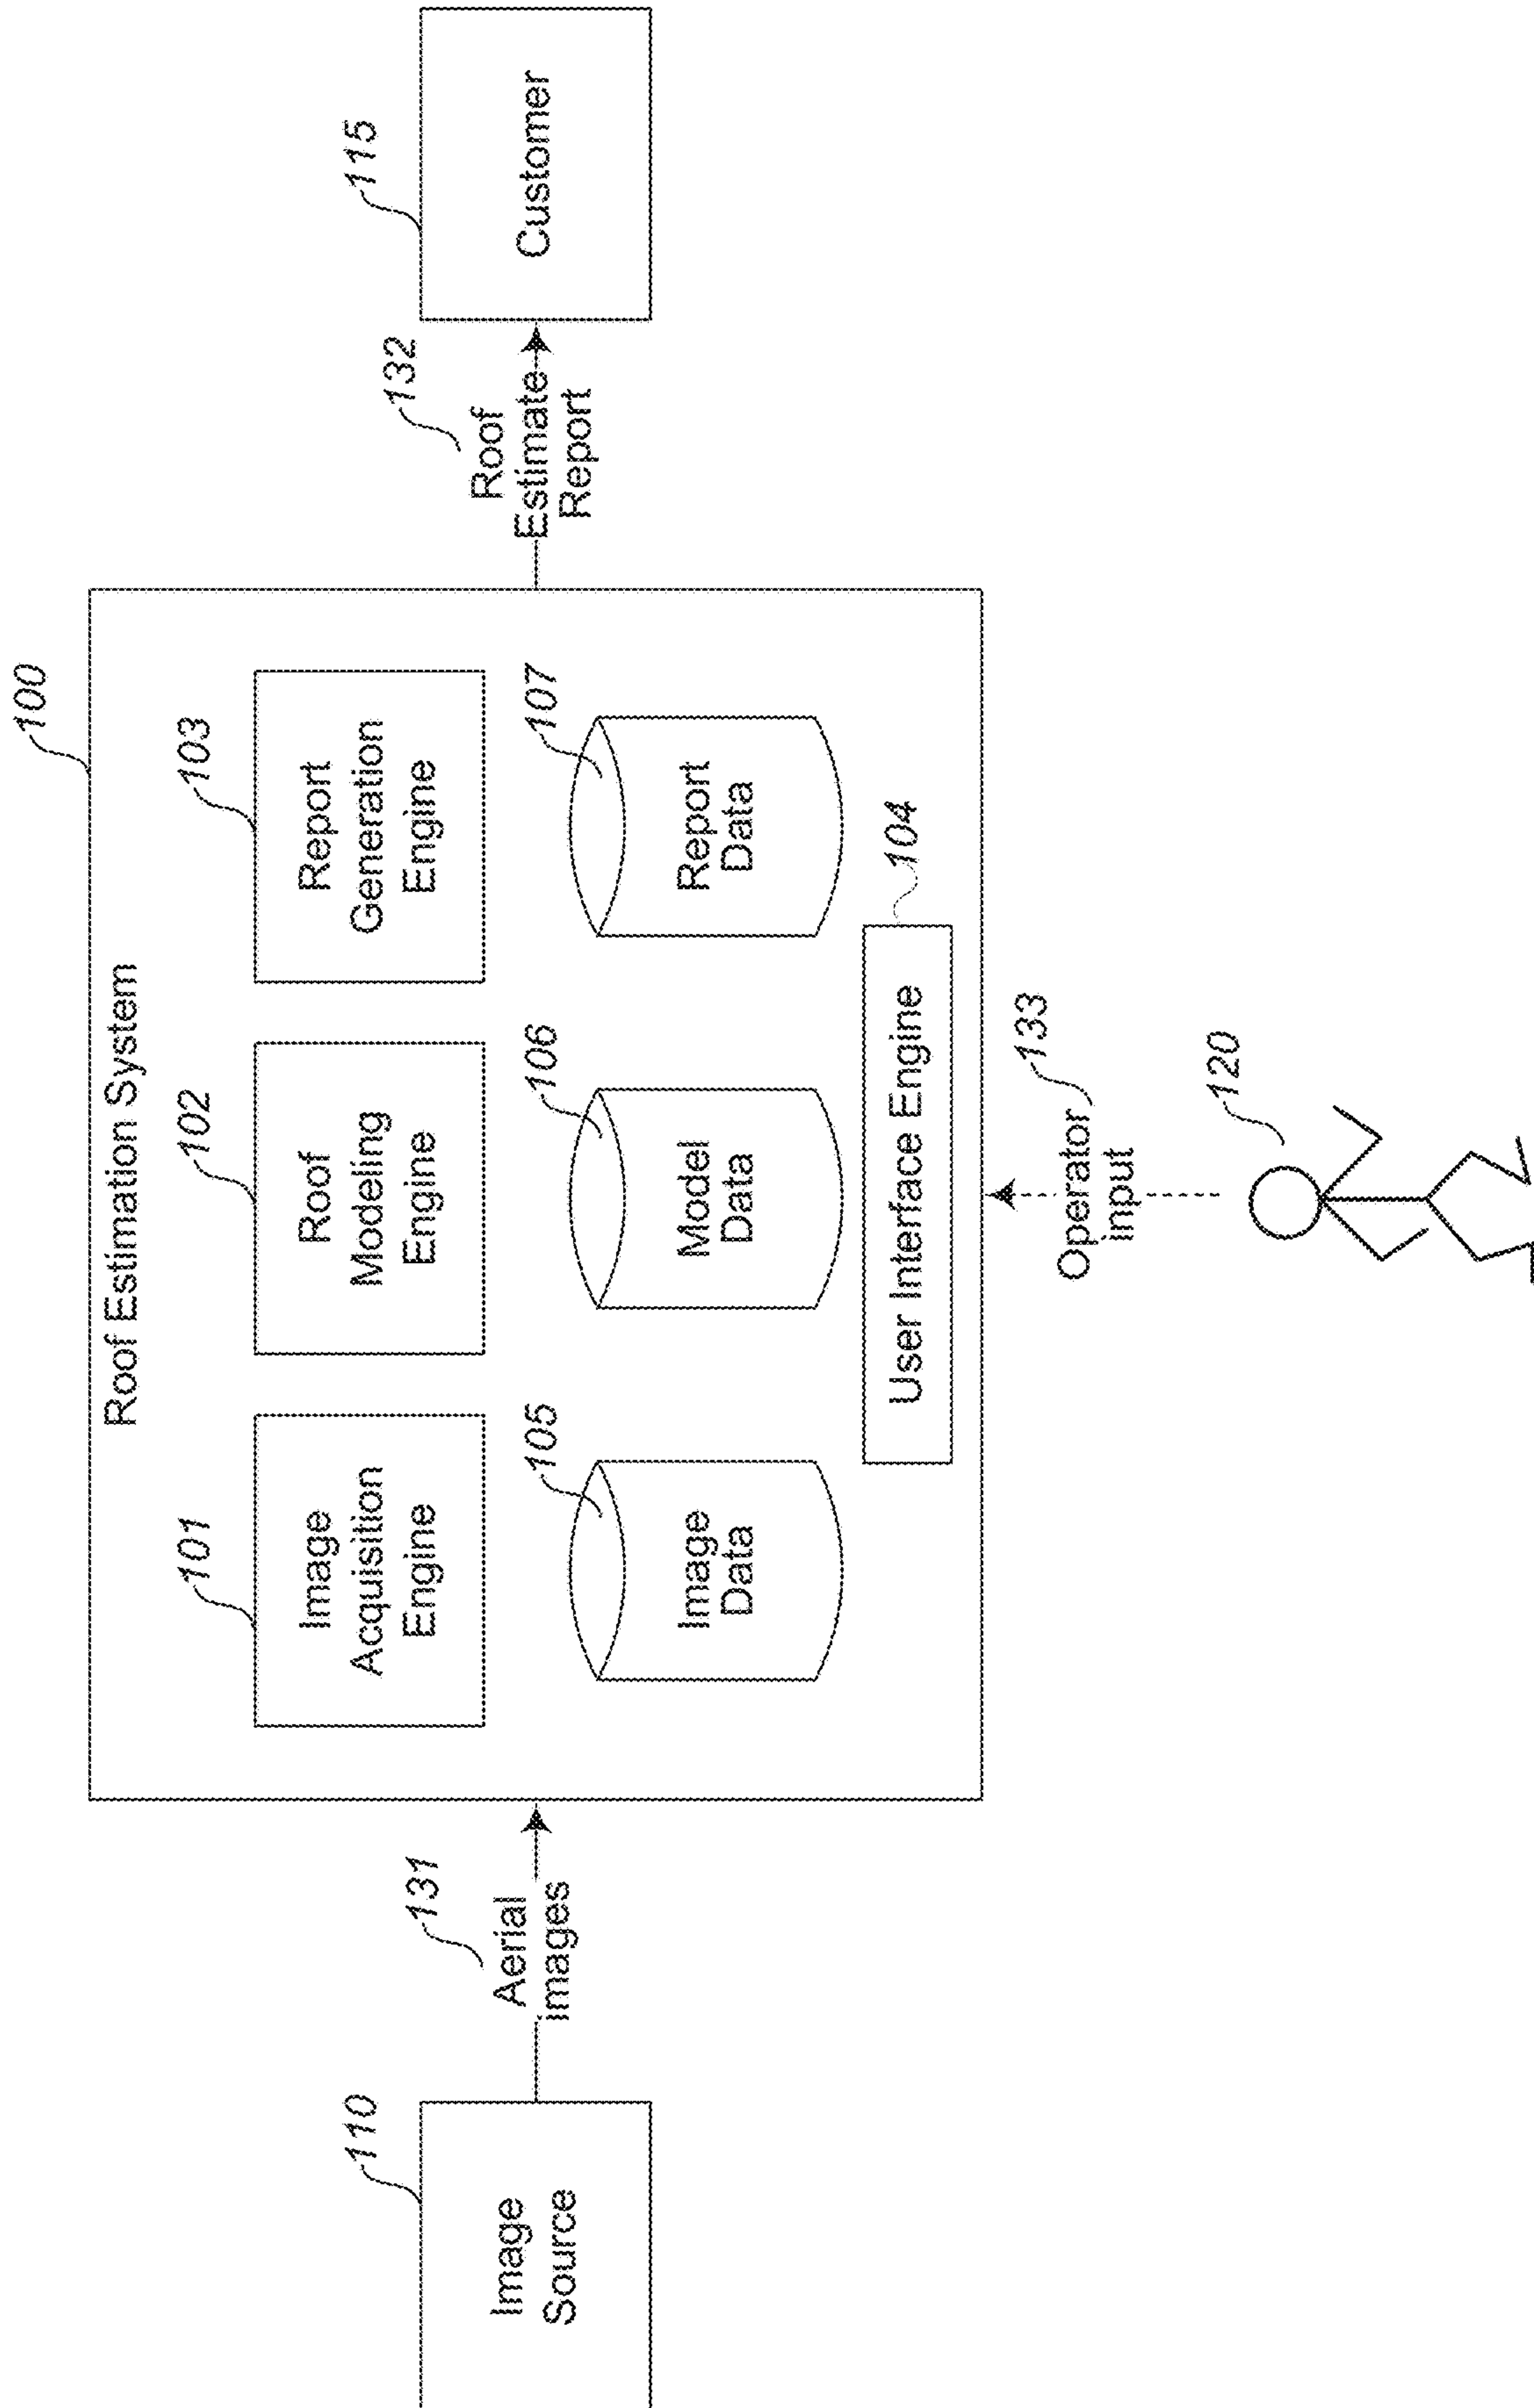 100
Roof Estimation System
101
Image
Acquisition
Engine
102
Roof
Modeling
Engine
103
Report
Generation
Engine
110
Image
Source
131
Aerial
images
132
Roof
Estimate
Report
115
Customer
105
Image
Data
106
Model
Data
107
Report
Data
User Interface Engine
104
Operator
input
133
120